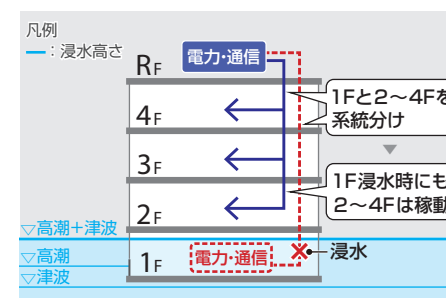 凡例
：浸水高さ
RF
電力・通信
4F
1Fと2～4Fを
系統分け
3F
1F浸水時にも
2～4Fは稼動
2F
▽高潮＋津波
▽高潮
1F
電力・通信
浸水
▽津波